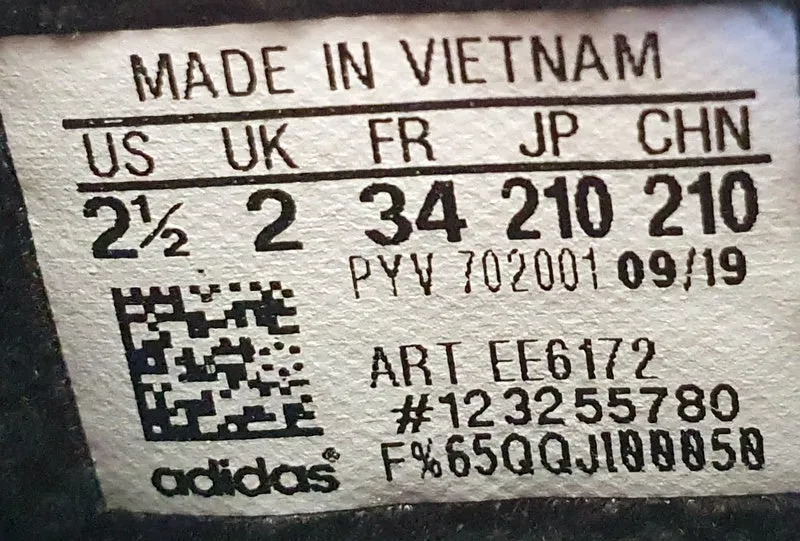 MADE IN VIETNAM
US UK FR JP CHN
2½ 2 34 210 210
PYV 702001 09/19
ART EE6172
#123255780
F%65QQJI00050
adidas®